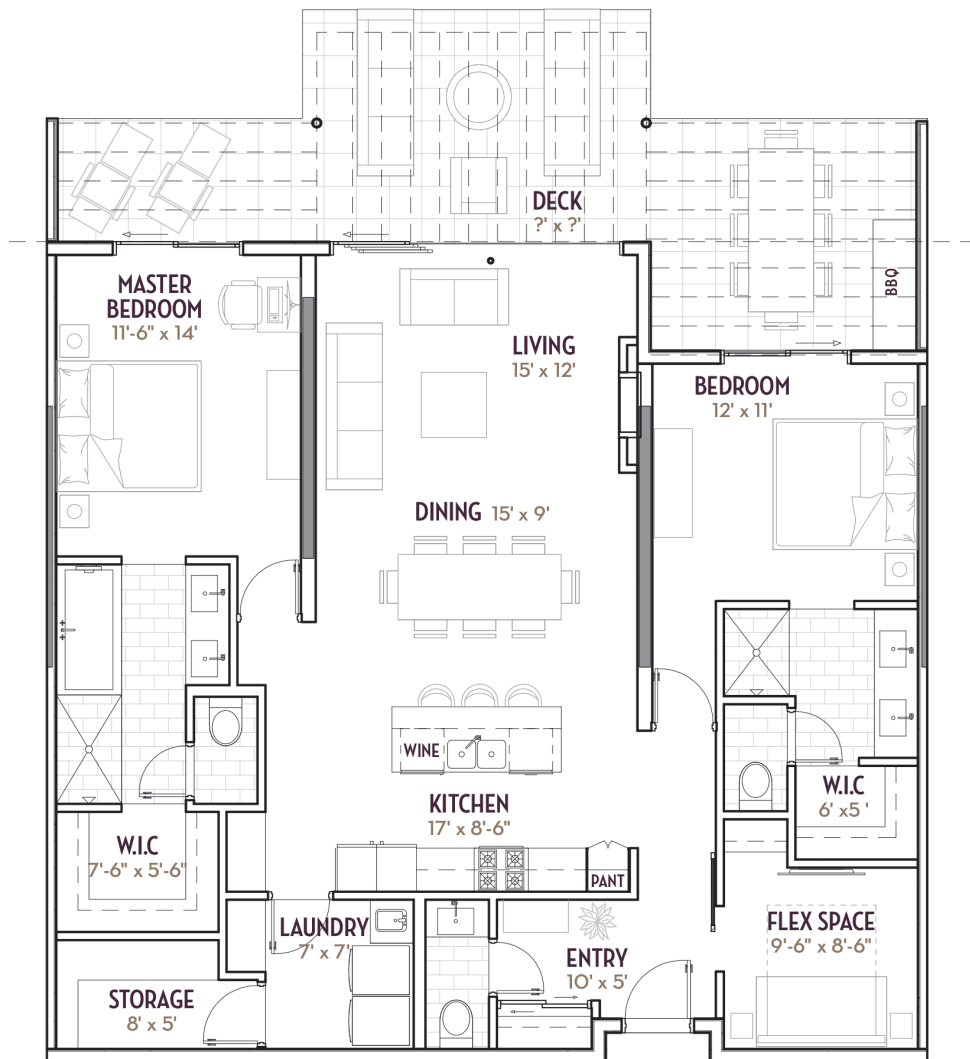 DECK
?' x ?'
MASTER
BEDROOM
11'-6" x 14'
BBQ
LIVING
15' x 12'
BEDROOM
12' x 11'
DINING 15' x 9'
WINE
KITCHEN
17' x 8'-6"
W.I.C
6' x5 '
W.I.C
7'-6" x 5'-6"
PANT
LAUNDRY
7' x 7'
FLEX SPACE
9'-6" x 8'-6"
ENTRY
10' x 5'
STORAGE
8' x 5'